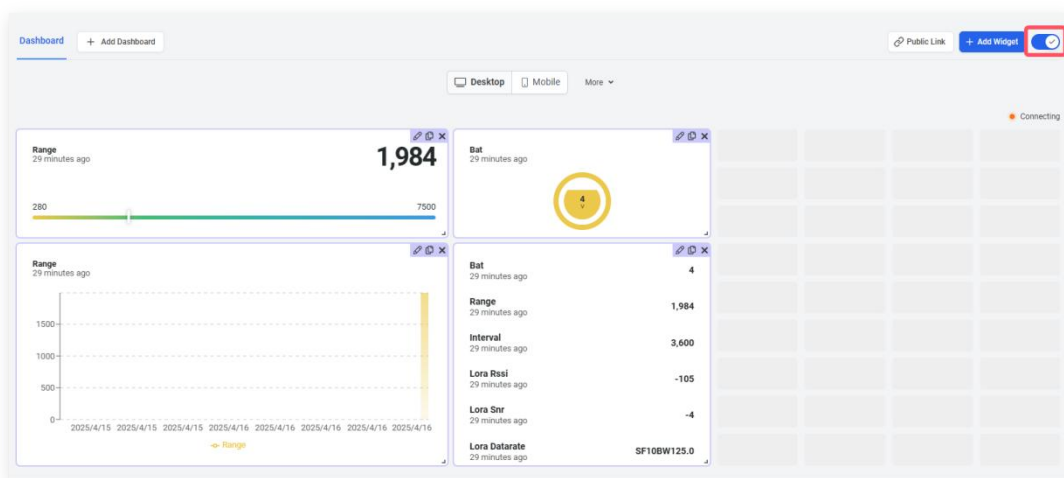 Dashboard + Add Dashboard Public Link + Add Widget
Desktop Mobile More
Connecting
Range
29 minutes ago
1,984
280 7500
Bat
29 minutes ago
4
V
Range
29 minutes ago
1500
1000
500
0
2025/4/15 2025/4/15 2025/4/15 2025/4/16 2025/4/16 2025/4/16 2025/4/16 2025/4/16
Range
Bat
29 minutes ago
4
Range
29 minutes ago
1,984
Interval
29 minutes ago
3,600
Lora Rssi
29 minutes ago
-105
Lora Snr
29 minutes ago
-4
Lora Datarate
29 minutes ago
SF10BW125.0